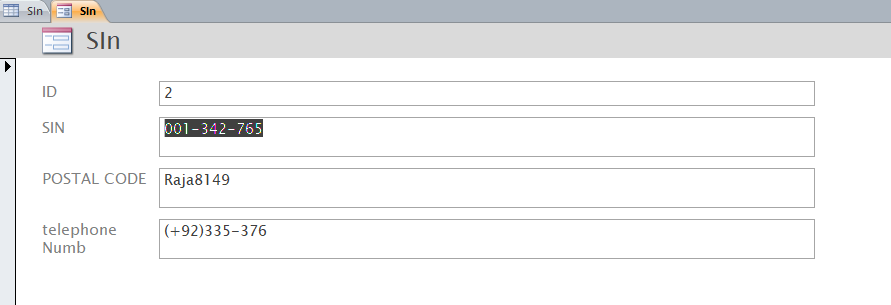 SIn SIn
SIn
ID 2
SIN 001-342-765
POSTAL CODE Raja8149
telephone
Numb (+92)335-376